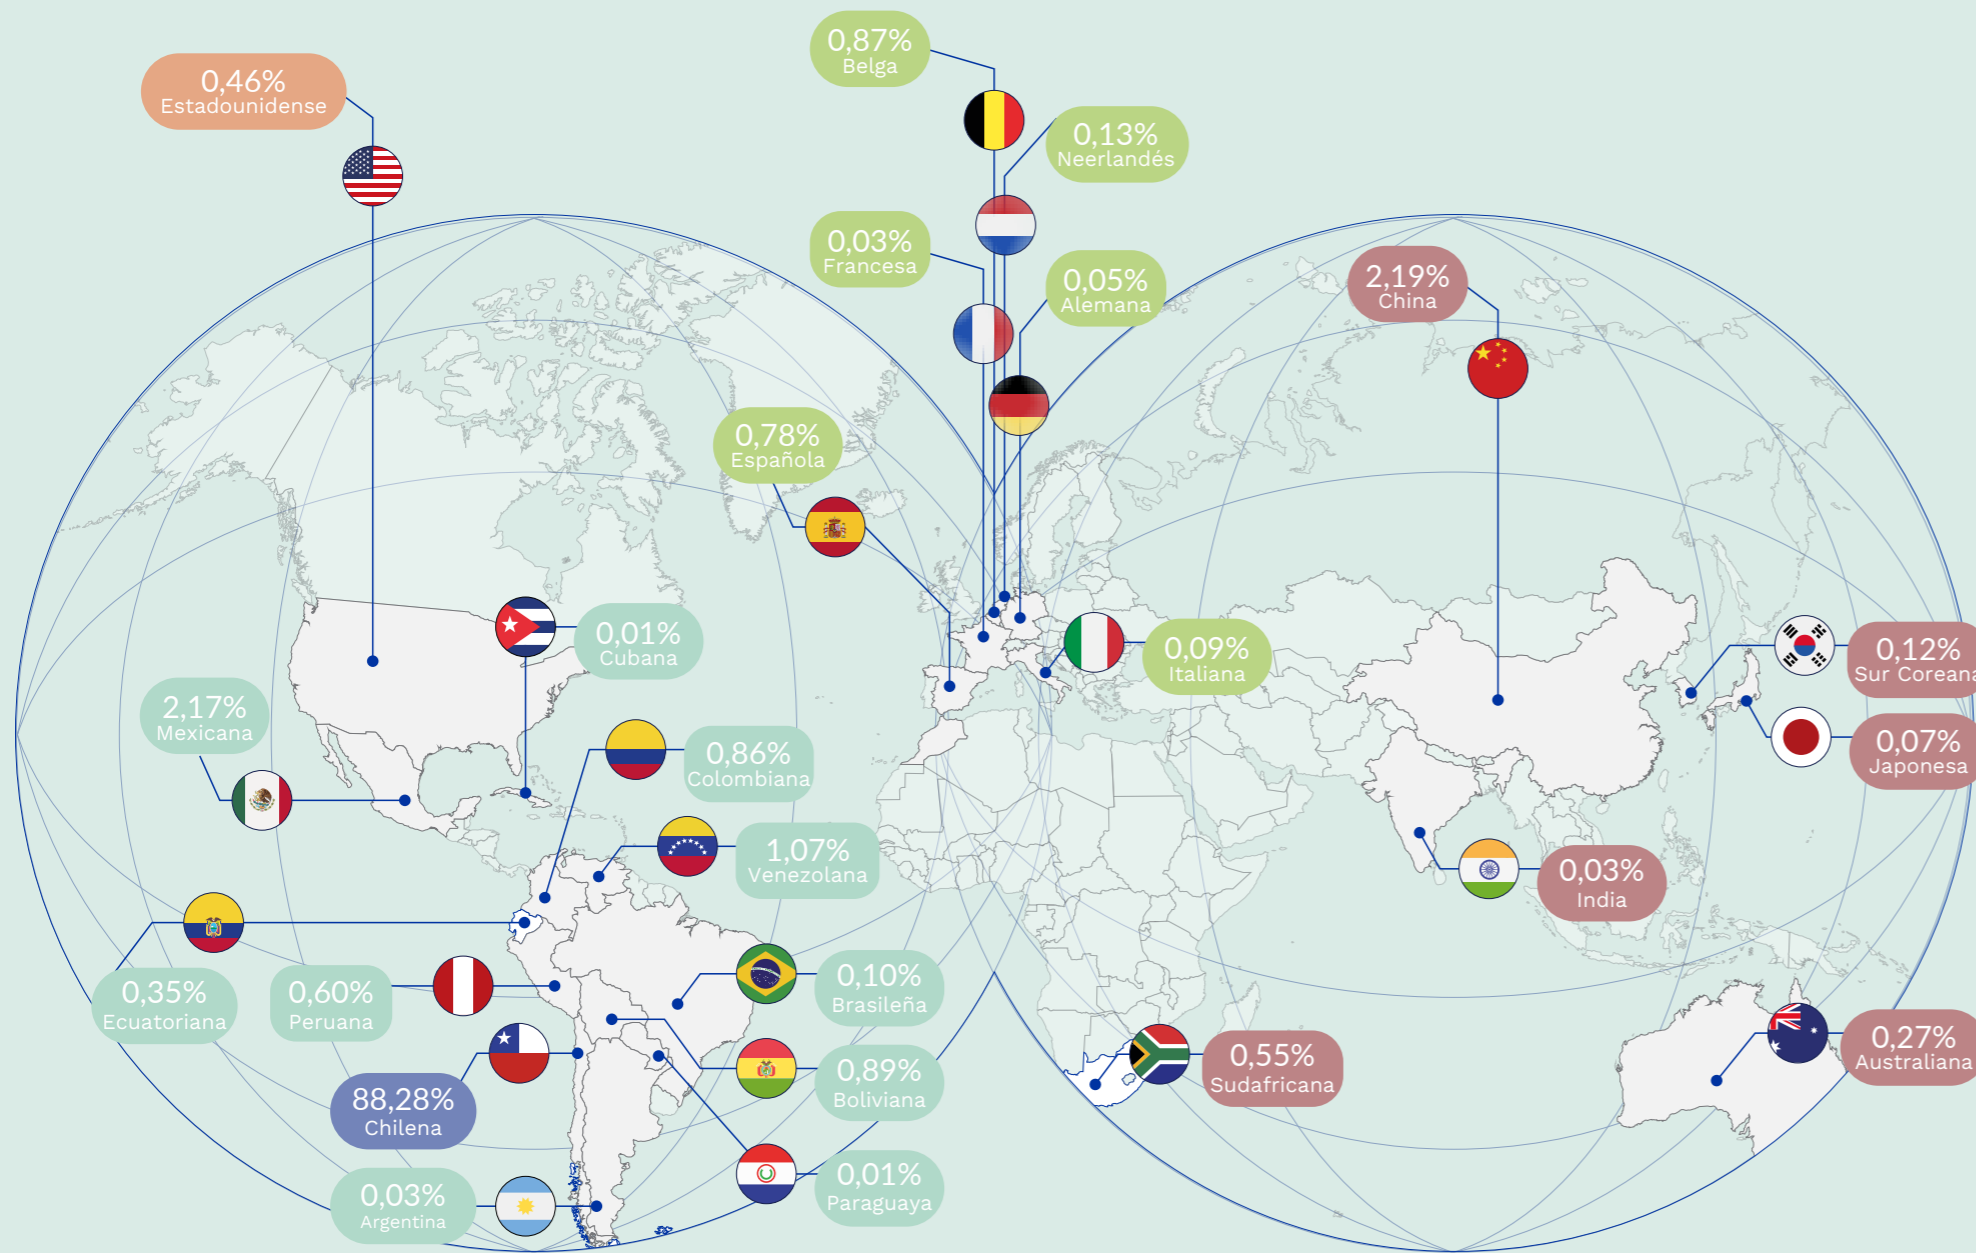 0,87%
Belga
0,46%
Estadounidense
0,13%
Neerlandés
0,03%
Francesa
0,05%
Alemana
2,19%
China
0,78%
Española
0,01%
Cubana
0,09%
Italiana
0,12%
Sur Coreana
2,17%
Mexicana
0,86%
Colombiana
0,07%
Japonesa
1,07%
Venezolana
0,03%
India
0,35%
Ecuatoriana
0,60%
Peruana
0,10%
Brasileña
0,55%
Sudafricana
0,27%
Australiana
88,28%
Chilena
0,89%
Boliviana
0,03%
Argentina
0,01%
Paraguaya